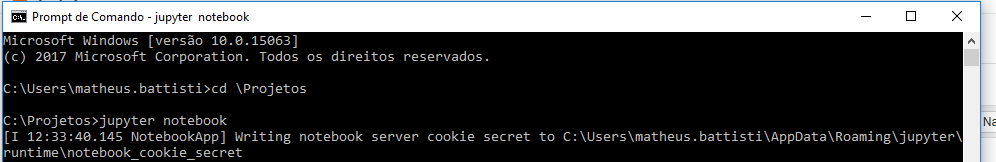 Prompt de Comando - jupyter notebook
Microsoft Windows [versão 10.0.15063]
(c) 2017 Microsoft Corporation. Todos os direitos reservados.
C:\Users\matheus.battisti>cd \Projetos
C:\Projetos>jupyter notebook
[I 12:33:40.145 NotebookApp] Writing notebook server cookie secret to C:\Users\matheus.battisti\AppData\Roaming\jupyter\
runtime\notebook_cookie_secret
Na